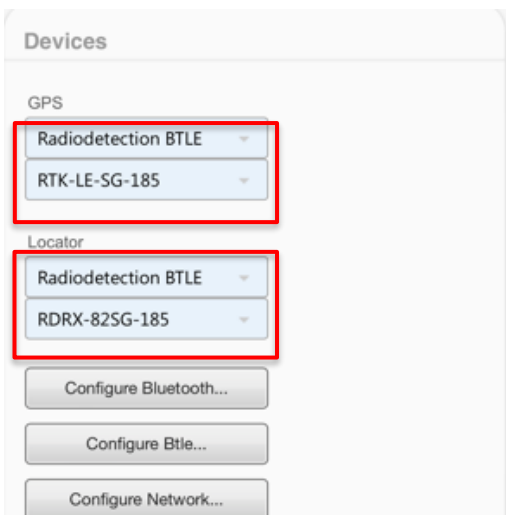 Devices
GPS
Radiodetection BTLE
RTK-LE-SG-185
Locator
Radiodetection BTLE
RDRX-82SG-185
Configure Bluetooth...
Configure Btle...
Configure Network...